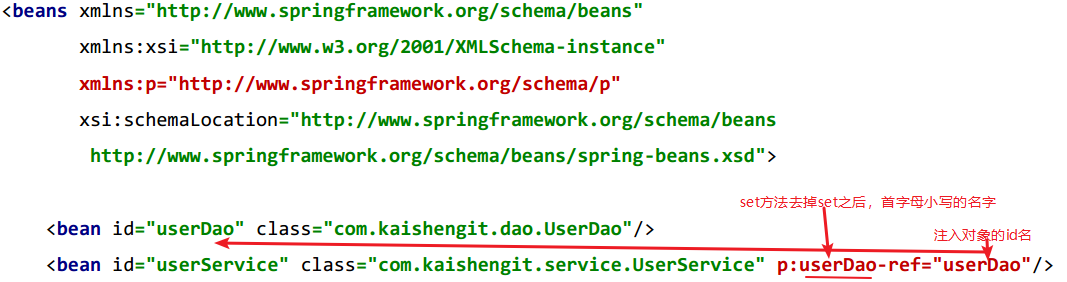 <beans xmlns="http://www.springframework.org/schema/beans"
xmlns:xsi="http://www.w3.org/2001/XMLSchema-instance"
xmlns:p="http://www.springframework.org/schema/p"
xsi:schemaLocation="http://www.springframework.org/schema/beans
http://www.springframework.org/schema/beans/spring-beans.xsd">
set方法去掉set之后，首字母小写的名字
<bean id="userDao" class="com.kaishengit.dao.UserDao"/>
注入对象的id名
<bean id="userService" class="com.kaishengit.service.UserService" p:userDao-ref="userDao"/>